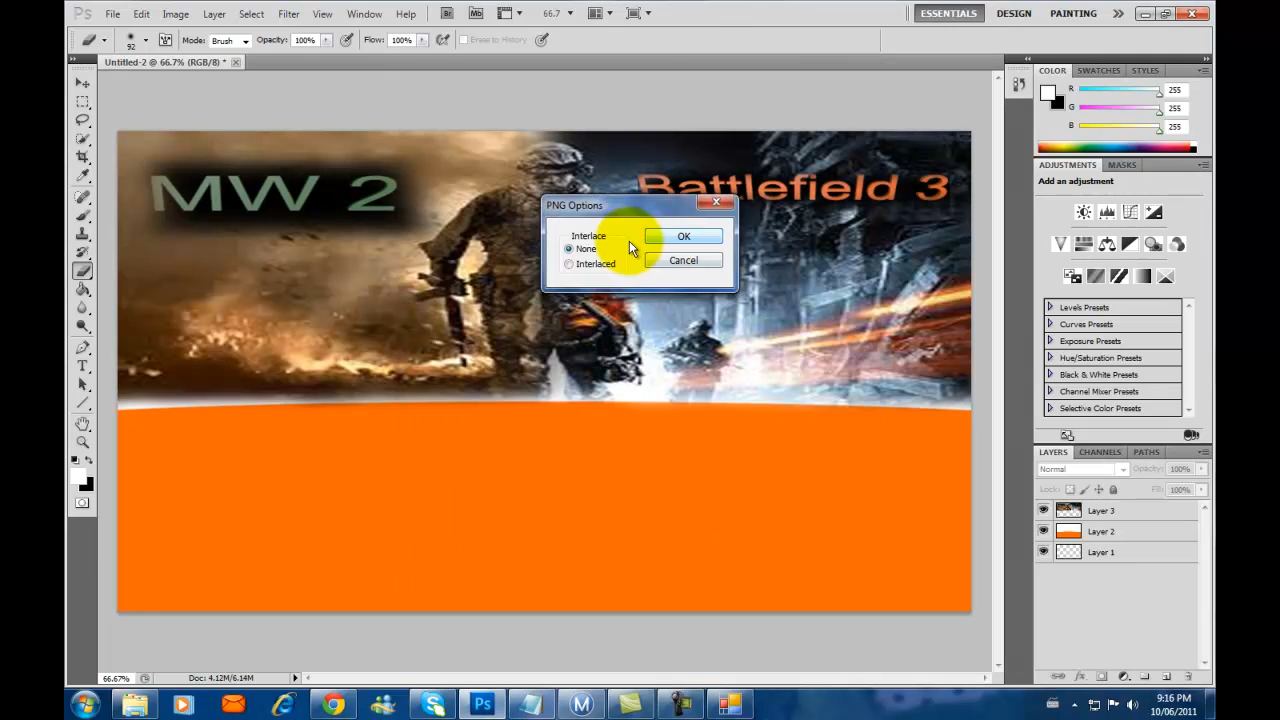 Ps File Edit Image Layer Select Filter View Window Help Br Mb 66.7 ESSENTIALS DESIGN PAINTING
92 Mode: Brush Opacity: 100% Flow: 100% Erase to History
Untitled-2 @ 66.7% (RGB/8) *
COLOR SWATCHES STYLES
R 255
G 255
B 255
ADJUSTMENTS MASKS
Add an adjustment
MW 2
Battlefield 3
PNG Options
Interlace
None
Interlaced
OK
Cancel
Levels Presets
Curves Presets
Exposure Presets
Hue/Saturation Presets
Black & White Presets
Channel Mixer Presets
Selective Color Presets
LAYERS CHANNELS PATHS
Normal Opacity: 100%
Lock: Fill: 100%
Layer 3
Layer 2
Layer 1
66.67% Doc: 4.12M/6.14M
9:16 PM
10/06/2011